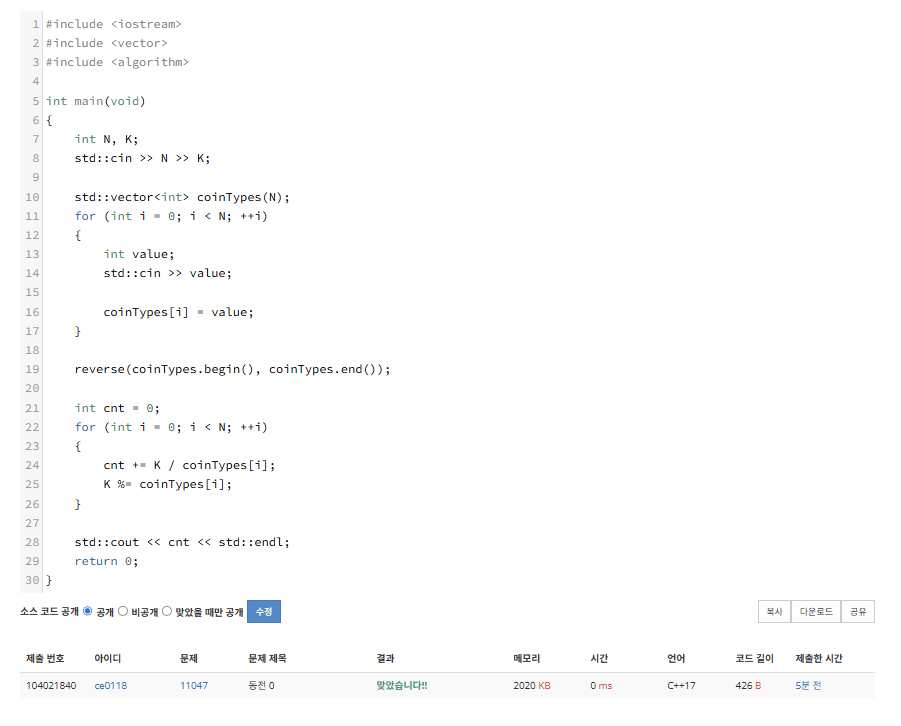 1 #include <iostream>
2 #include <vector>
3 #include <algorithm>
4
5 int main(void)
6 {
7     int N, K;
8     std::cin >> N >> K;
9
10     std::vector<int> coinTypes(N);
11     for (int i = 0; i < N; ++i)
12     {
13         int value;
14         std::cin >> value;
15
16         coinTypes[i] = value;
17     }
18
19     reverse(coinTypes.begin(), coinTypes.end());
20
21     int cnt = 0;
22     for (int i = 0; i < N; ++i)
23     {
24         cnt += K / coinTypes[i];
25         K %= coinTypes[i];
26     }
27
28     std::cout << cnt << std::endl;
29     return 0;
30 }
소스 코드 공개 공개 비공개 맞았을 때만 공개 수정 복사 다운로드 공유
제출 번호 아이디 문제 문제 제목 결과 메모리 시간 언어 코드 길이 제출한 시간
104021840 ce0118 11047 동전 0 맞았습니다!! 2020 KB 0 ms C++17 426 B 5분 전